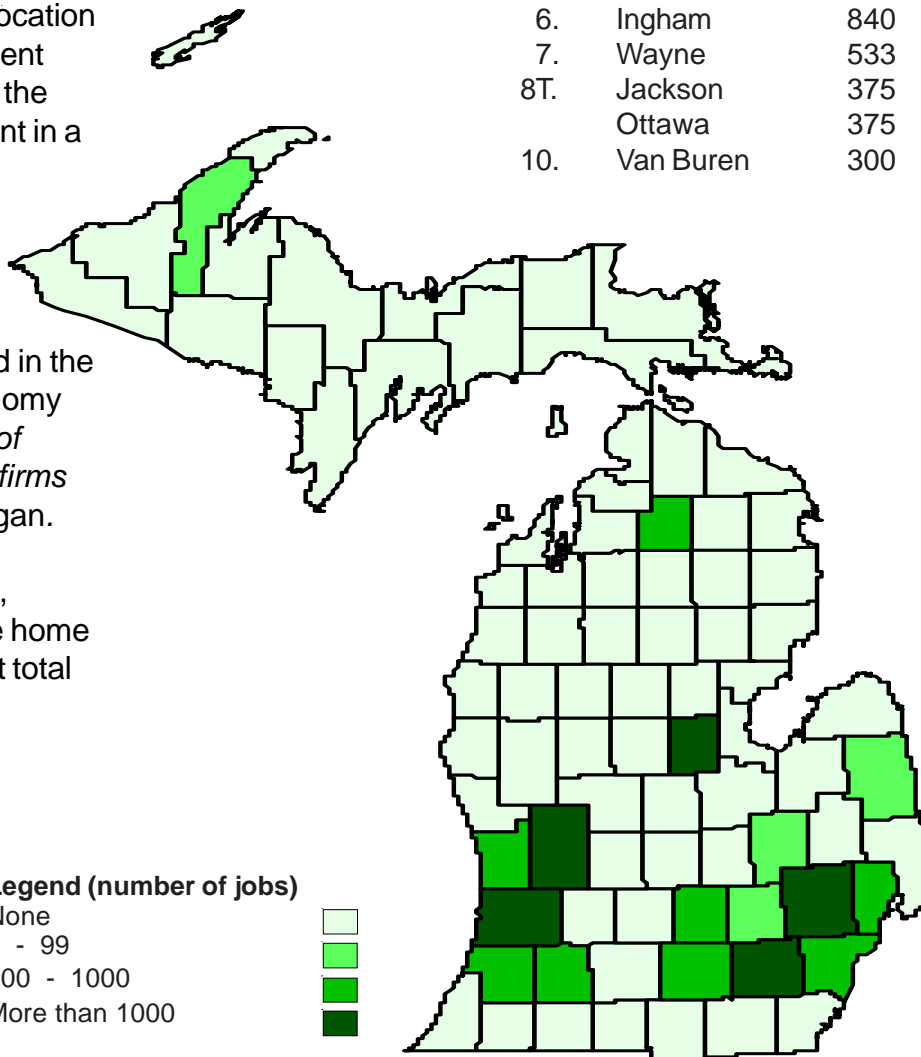 ocation
ent
the
nt in a
d in the
nomy
of
firms
gan.
,
e home
t total
6. Ingham 840
7. Wayne 533
8T. Jackson 375
Ottawa 375
10. Van Buren 300
Legend (number of jobs)
None
- 99
00 - 1000
More than 1000